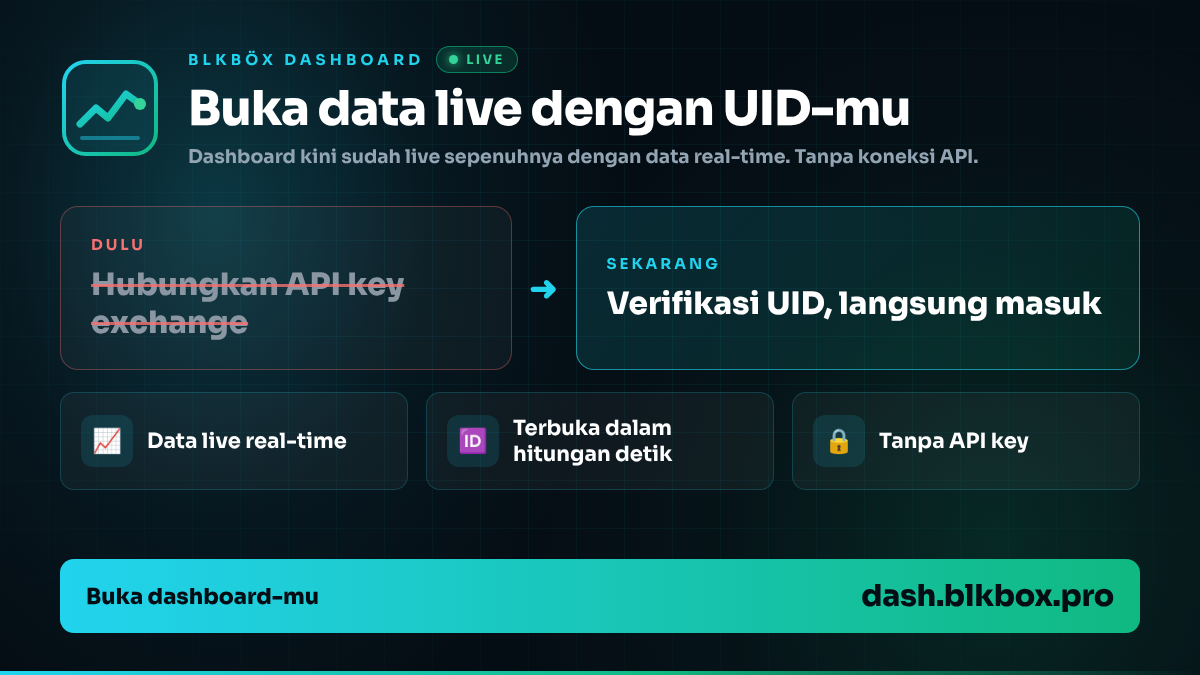 BLKBÖX DASHBOARD
LIVE
Buka data live dengan UID-mu
Dashboard kini sudah live sepenuhnya dengan data real-time. Tanpa koneksi API.
DULU
Hubungkan API key
exchange
➜
SEKARANG
Verifikasi UID, langsung masuk
Data live real-time
ID
Terbuka dalam
hitungan detik
Tanpa API key
Buka dashboard-mu
dash.blkbox.pro